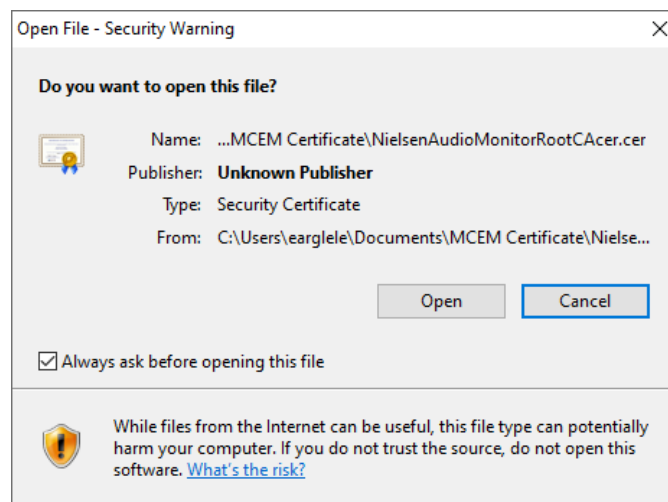 Open File - Security Warning
Do you want to open this file?
Name: ...MCEM Certificate\NielsenAudioMonitorRootCAcer.cer
Publisher: Unknown Publisher
Type: Security Certificate
From: C:\Users\earglele\Documents\MCEM Certificate\Nielse...
Open Cancel
Always ask before opening this file
While files from the Internet can be useful, this file type can potentially
harm your computer. If you do not trust the source, do not open this
software. What's the risk?